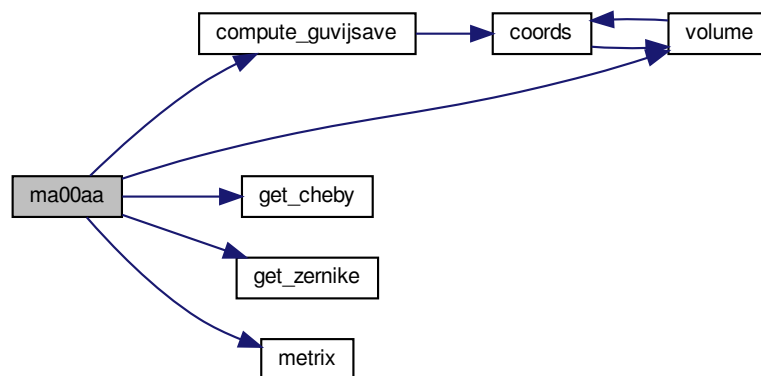 compute_guvijsave
coords
volume
ma00aa
get_cheby
get_zernike
metrix